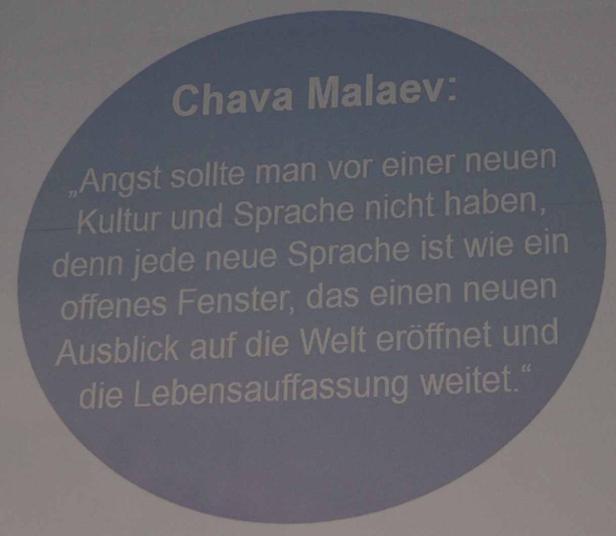 Chava Malaev:
„Angst sollte man vor einer neuen
Kultur und Sprache nicht haben,
denn jede neue Sprache ist wie ein
offenes Fenster, das einen neuen
Ausblick auf die Welt eröffnet und
die Lebensauffassung weitet.“